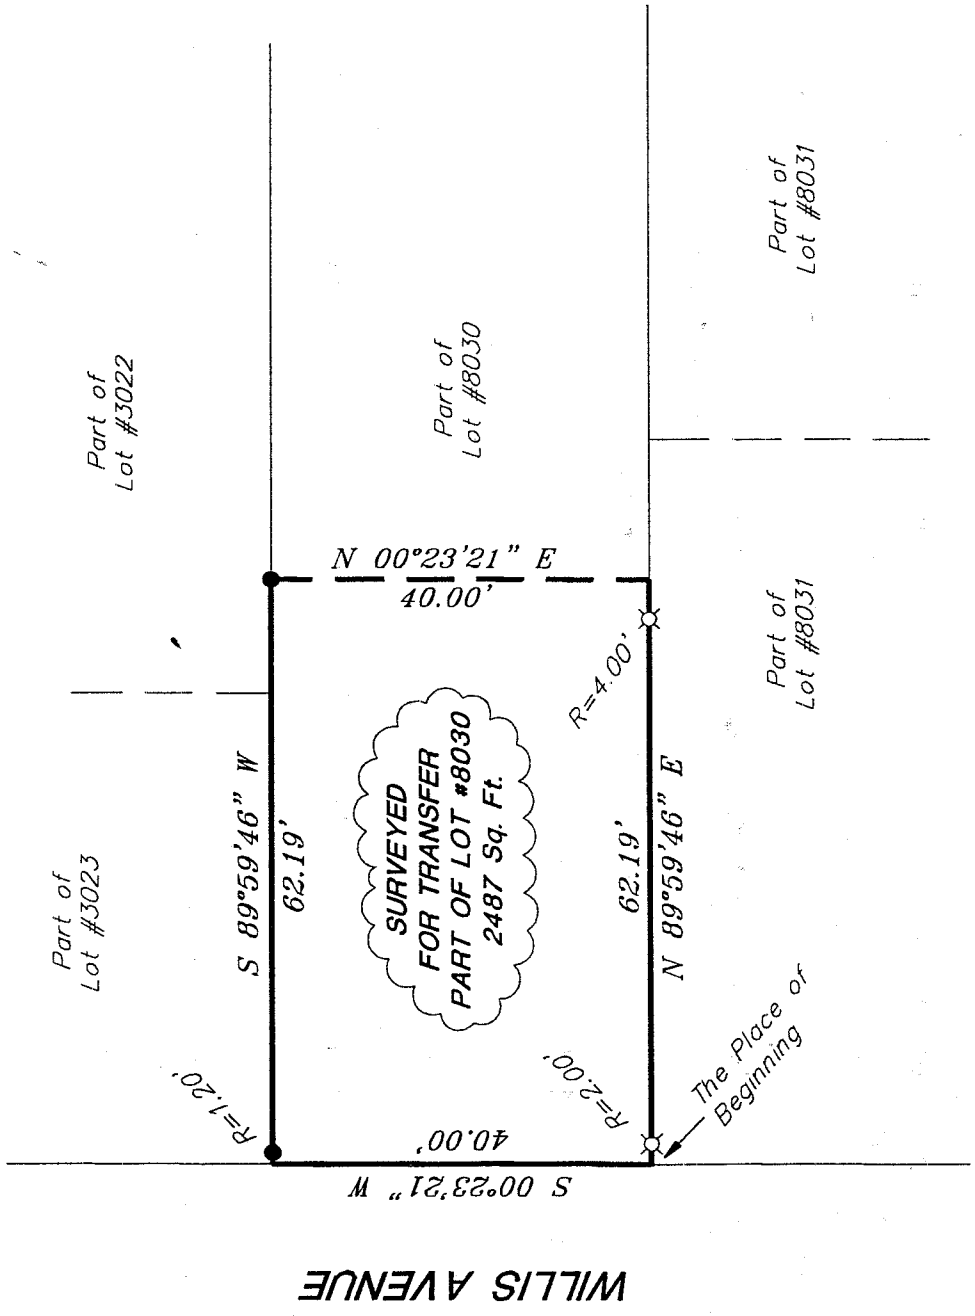 Part of
Lot #3022
Part of
Lot #8030
Part of
Lot #8031
N 00°23'21" E
40.00'
Part of
Lot #3023
S 89°59'46" W
62.19'
SURVEYED
FOR TRANSFER
PART OF LOT #8030
2487 Sq. Ft.
R=4.00'
62.19'
N 89°59'46" E
Part of
Lot #8031
R=1.20'
R=2.00'
The Place of
Beginning
40.00'
S 00°23'21" W
WILLIS AVENUE